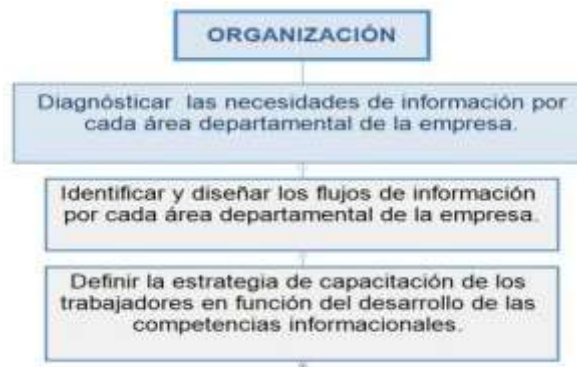 ORGANIZACIÓN
Diagnósticar las necesidades de información por
cada área departamental de la empresa.
Identificar y diseñar los flujos de información
por cada área departamental de la empresa.
Definir la estrategia de capacitación de los
trabajadores en función del desarrollo de las
competencias informacionales.